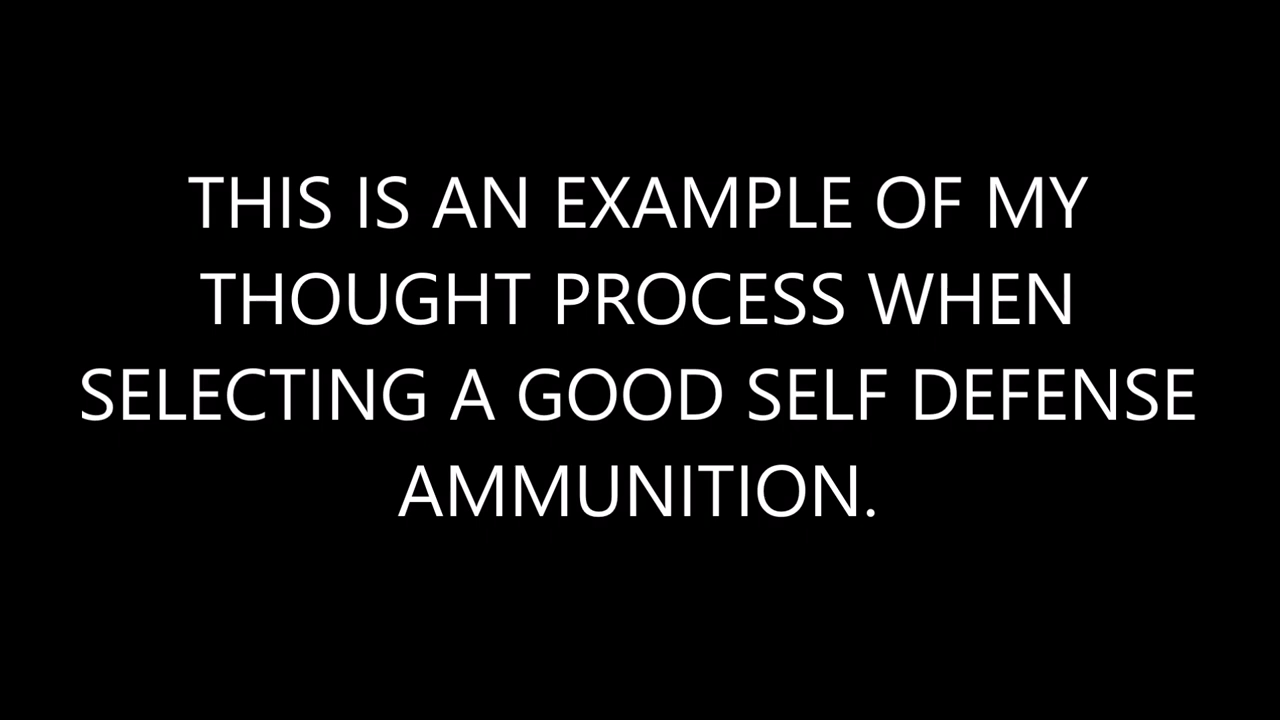 THIS IS AN EXAMPLE OF MY
THOUGHT PROCESS WHEN
SELECTING A GOOD SELF DEFENSE
AMMUNITION.